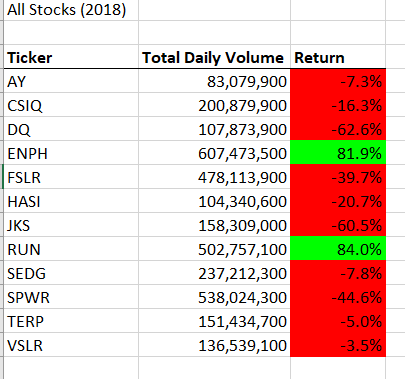 All Stocks (2018)
Ticker Total Daily Volume Return
AY 83,079,900 -7.3%
CSIQ 200,879,900 -16.3%
DQ 107,873,900 -62.6%
ENPH 607,473,500 81.9%
FSLR 478,113,900 -39.7%
HASI 104,340,600 -20.7%
JKS 158,309,000 -60.5%
RUN 502,757,100 84.0%
SEDG 237,212,300 -7.8%
SPWR 538,024,300 -44.6%
TERP 151,434,700 -5.0%
VSLR 136,539,100 -3.5%